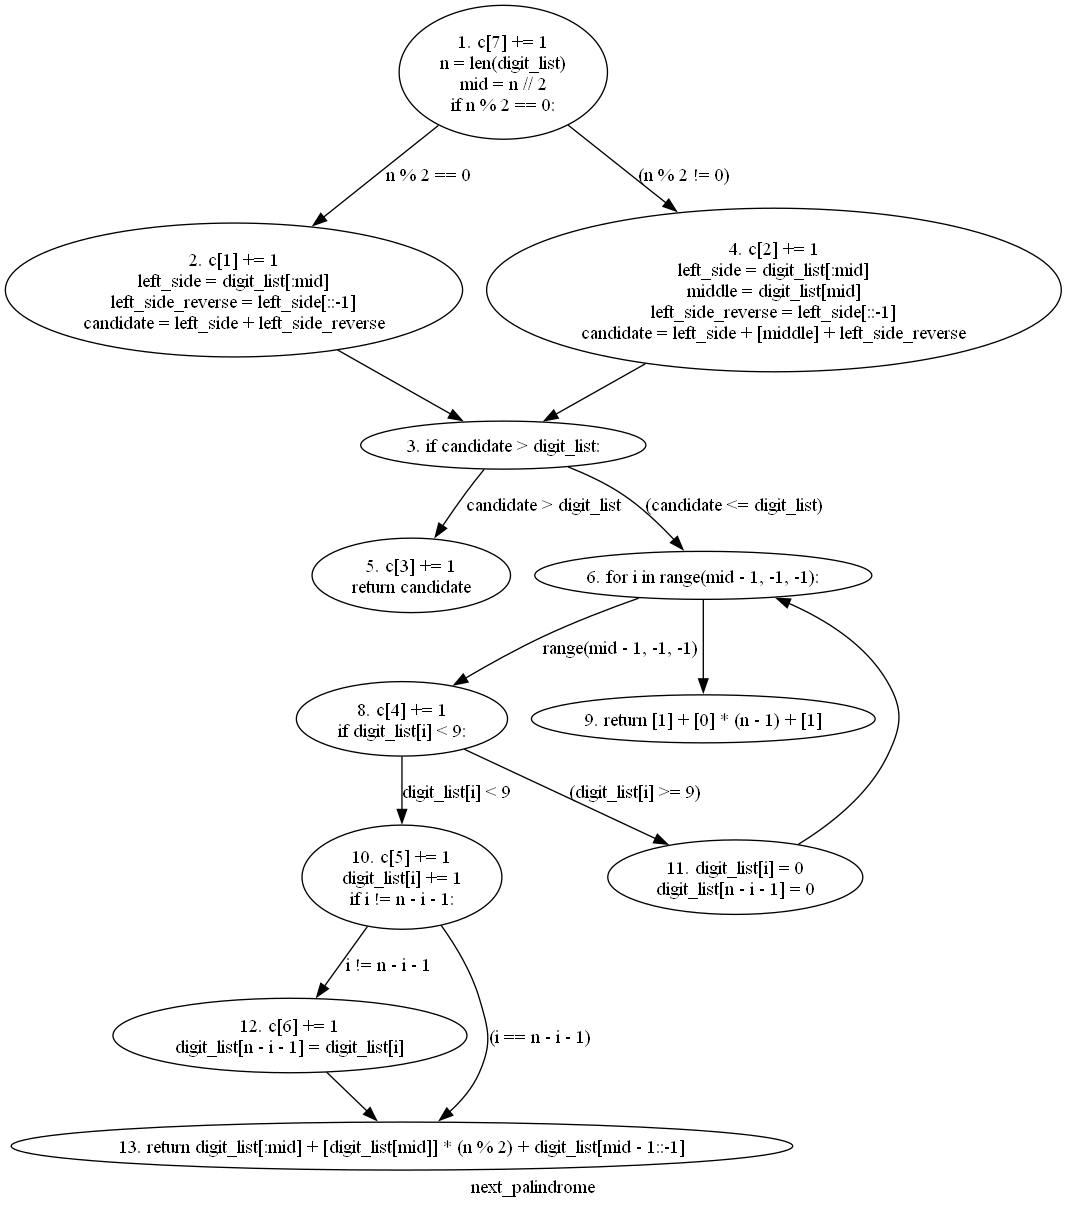 1. c[7] += 1
n = len(digit_list)
mid = n // 2
if n % 2 == 0:
n % 2 == 0
(n % 2 != 0)
2. c[1] += 1
left_side = digit_list[:mid]
left_side_reverse = left_side[::-1]
candidate = left_side + left_side_reverse
4. c[2] += 1
left_side = digit_list[:mid]
middle = digit_list[mid]
left_side_reverse = left_side[::-1]
candidate = left_side + [middle] + left_side_reverse
3. if candidate > digit_list:
candidate > digit_list
(candidate <= digit_list)
5. c[3] += 1
return candidate
6. for i in range(mid - 1, -1, -1):
range(mid - 1, -1, -1)
8. c[4] += 1
if digit_list[i] < 9:
9. return [1] + [0] * (n - 1) + [1]
digit_list[i] < 9
(digit_list[i] >= 9)
10. c[5] += 1
digit_list[i] += 1
if i != n - i - 1:
11. digit_list[i] = 0
digit_list[n - i - 1] = 0
i != n - i - 1
(i == n - i - 1)
12. c[6] += 1
digit_list[n - i - 1] = digit_list[i]
13. return digit_list[:mid] + [digit_list[mid]] * (n % 2) + digit_list[mid - 1::-1]
next_palindrome